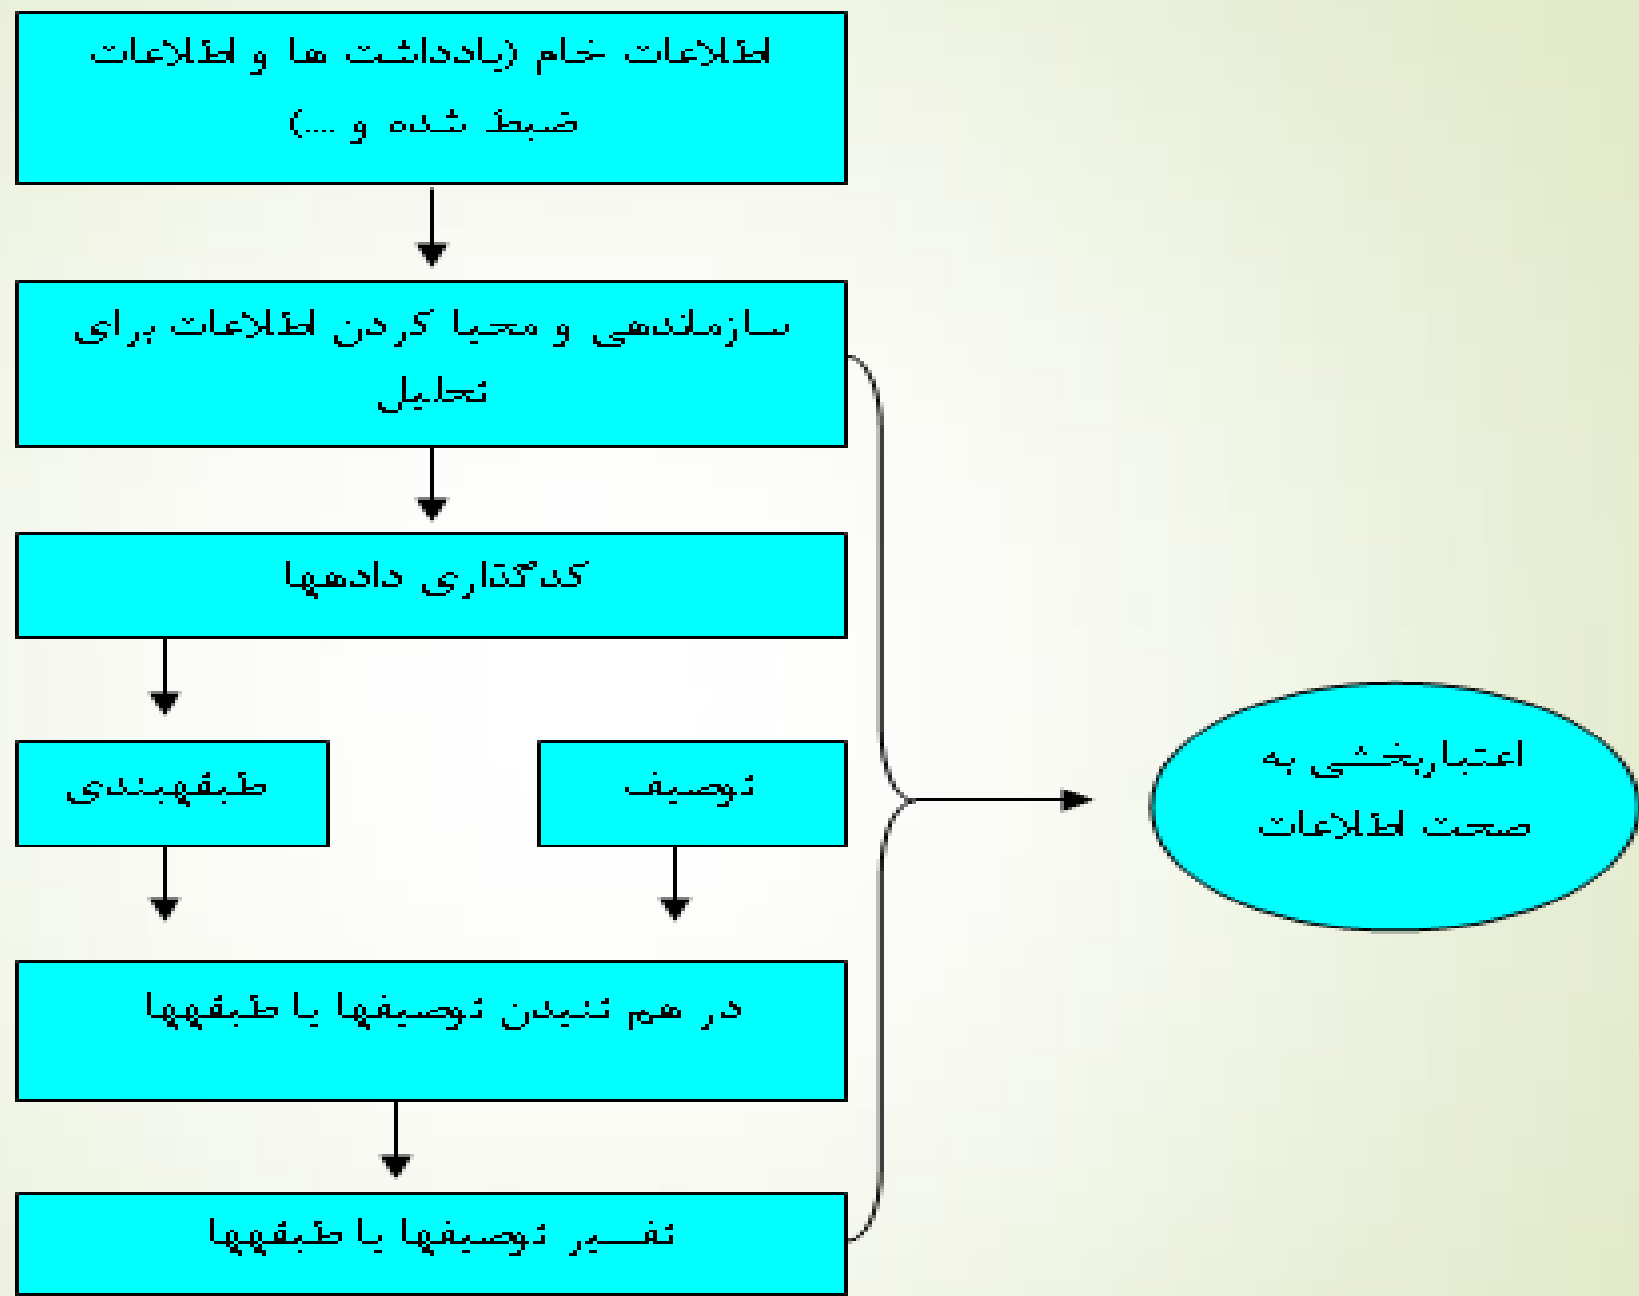 اطلاعات خام (یادداشت ها و اطلاعات
ضبط شده و ....)
سازماندهی و محیا کردن اطلاعات برای
تحلیل
کدگذاری دادهها
توصیف
طبقهبندی
در هم تنیدن توصیفها یا طبقهها
تفسیر توصیفها یا طبقهها
اعتباربخشی به
صحت اطلاعات